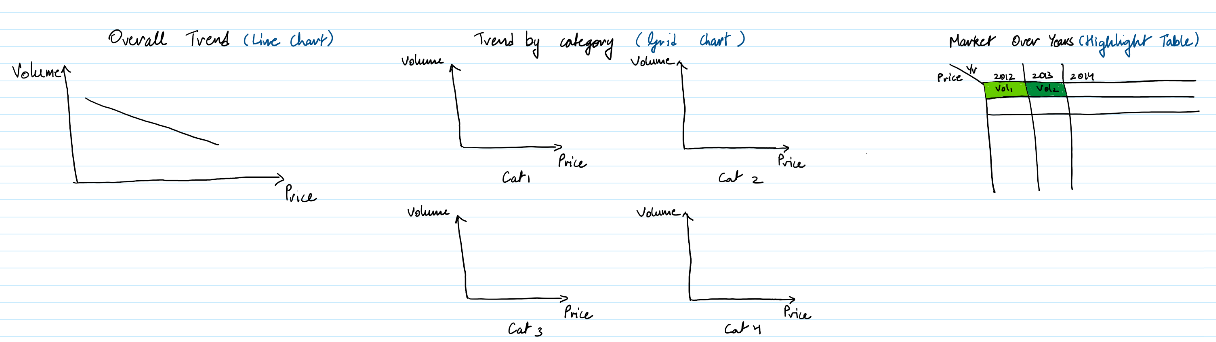 Overall Trend (Line Chart)
Volume
Price
Trend by category (Grid Chart)
Volume
Price
Cat 1
Volume
Price
Cat 2
Volume
Price
Cat 3
Volume
Price
Cat 4
Market Over Years (Highlight Table)
Yr
Price
2012 2013 2014
Vol1 Vol2